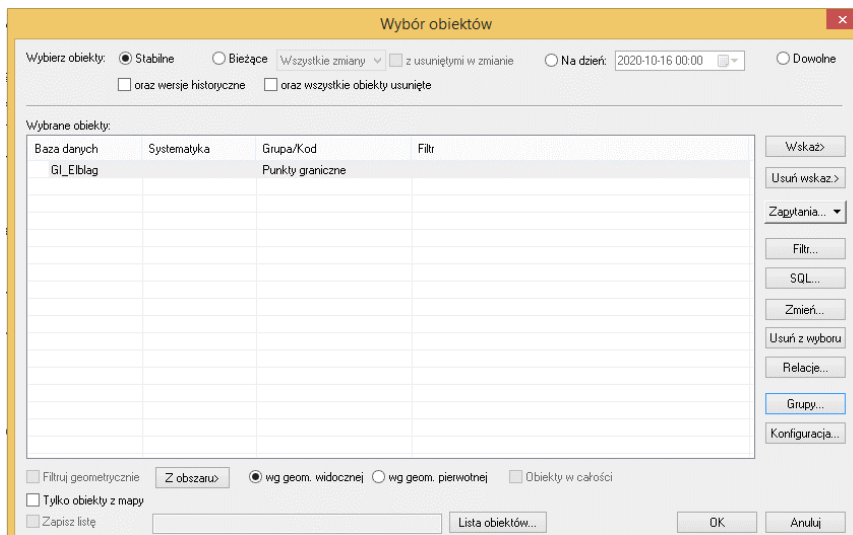 Wybór obiektów
Wybierz obiekty: Stabilne Bieżące Wszystkie zmiany z usuniętymi w zmianie Na dzień: 2020-10-16 00:00 Dowolne
oraz wersje historyczne oraz wszystkie obiekty usunięte
Wybrane obiekty:
Baza danych Systematyka Grupa/Kod Filtr
GI_Elblag Punkty graniczne
Wskaż>
Usuń wskaz.>
Zapytania...
Filtr...
SQL...
Zmień...
Usuń z wyboru
Relacje...
Grupy...
Konfiguracja...
Filtruj geometrycznie Z obszaru> wg geom. widocznej wg geom. pierwotnej Obiekty w całości
Tylko obiekty z mapy
Zapisz listę Lista obiektów... OK Anuluj